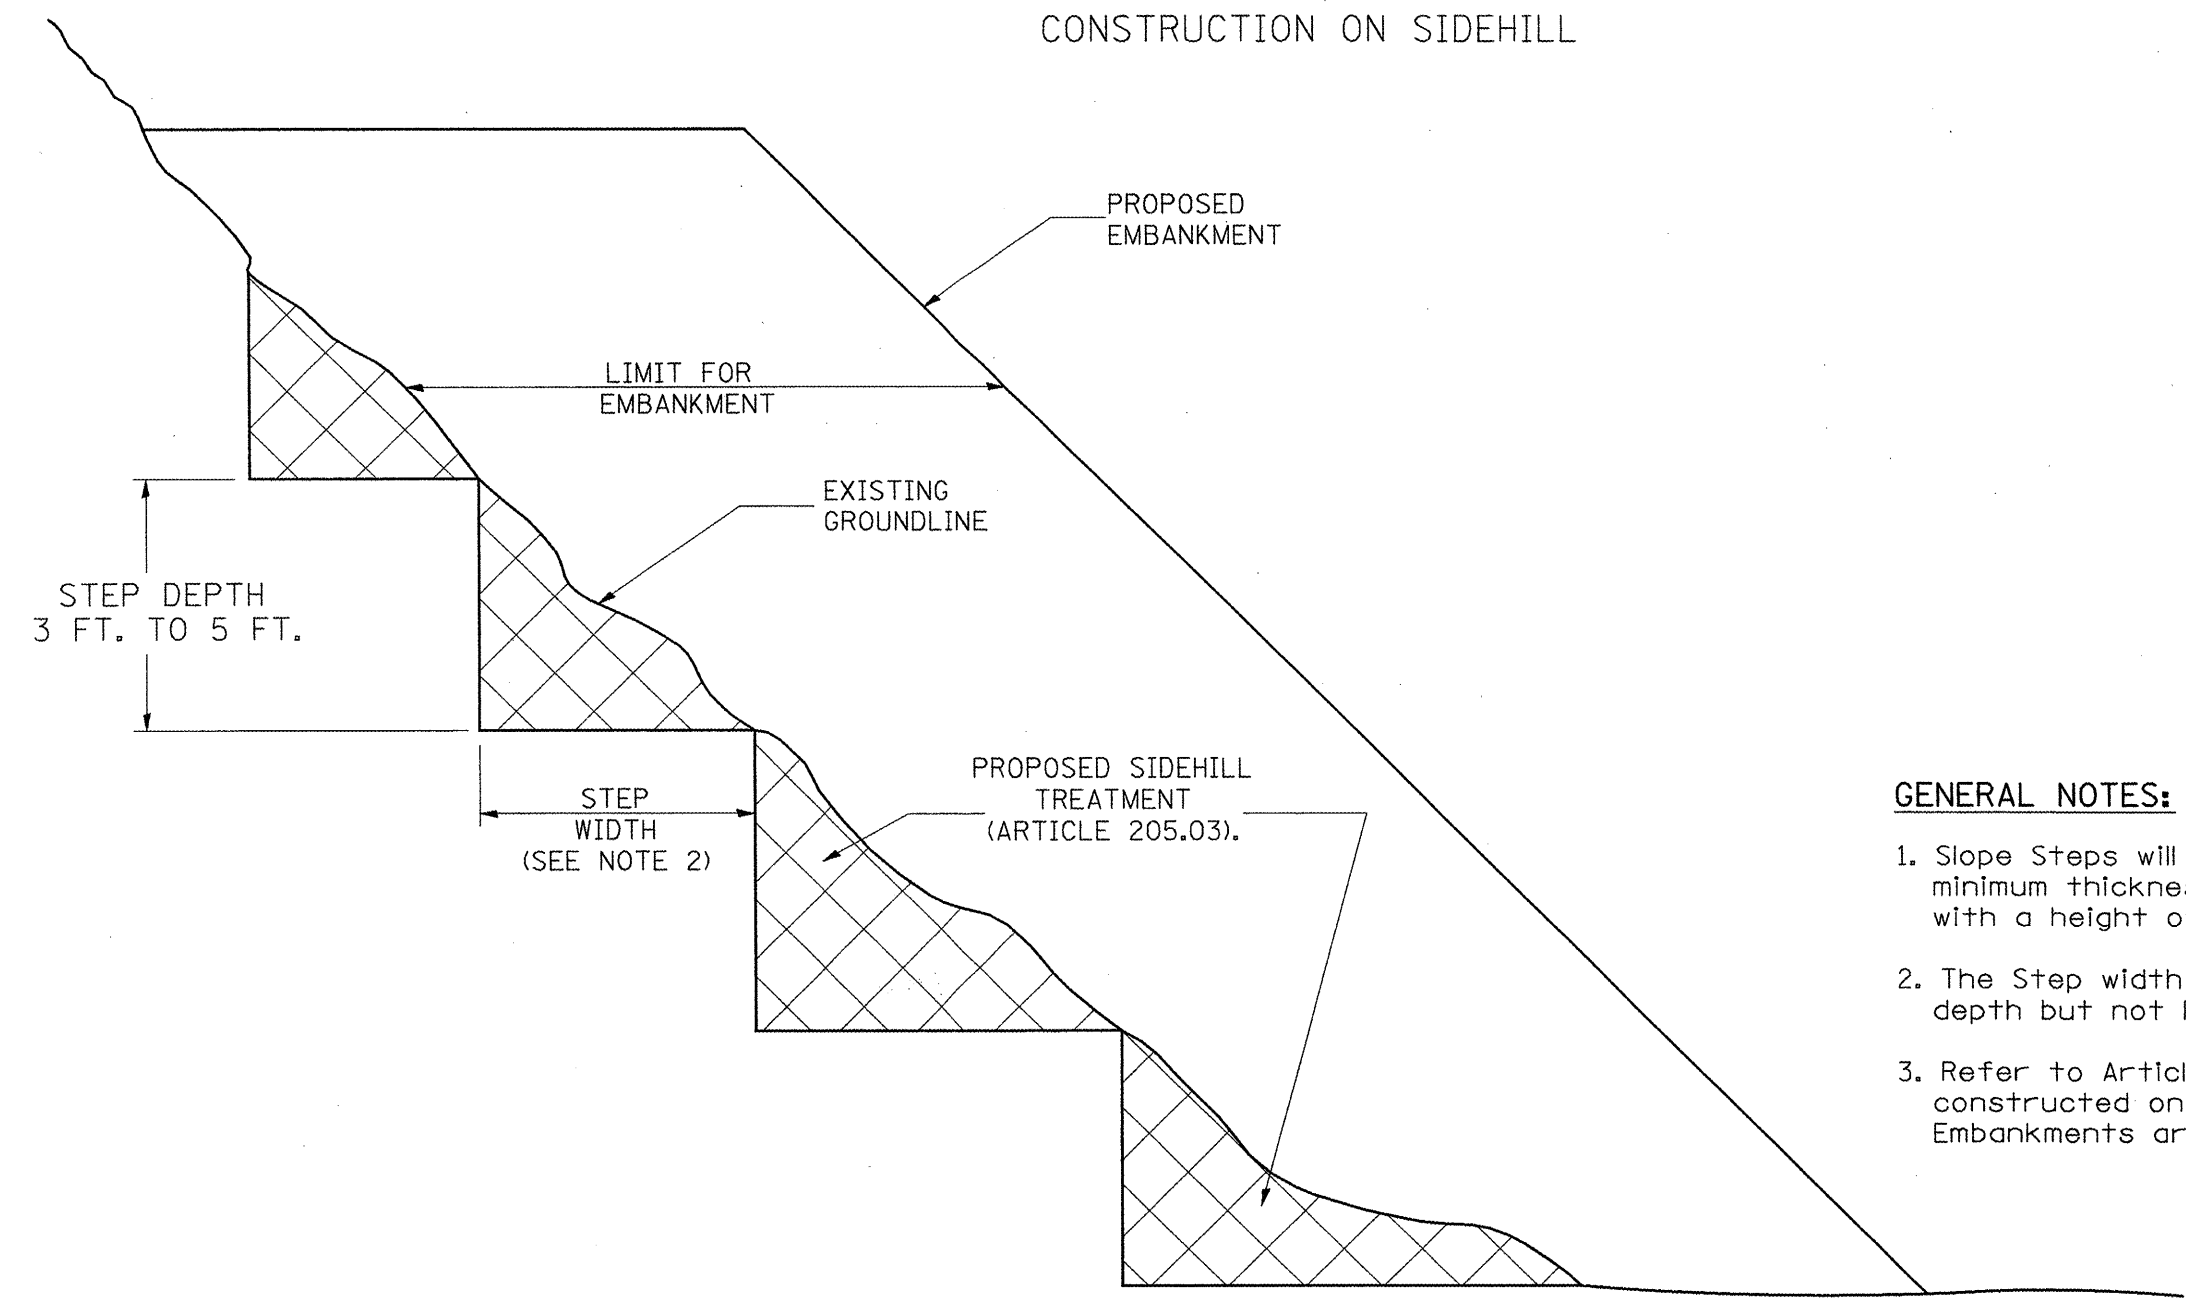 CONSTRUCTION ON SIDEHILL
PROPOSED
EMBANKMENT
LIMIT FOR
EMBANKMENT
EXISTING
GROUNDLINE
STEP DEPTH
3 FT. TO 5 FT.
STEP
WIDTH
(SEE NOTE 2)
PROPOSED SIDEHILL
TREATMENT
(ARTICLE 205.03).
GENERAL NOTES:
1. Slope Steps will
minimum
with a height
2. The Step width
depth but not
3. Refer to
constructed on
Embankments